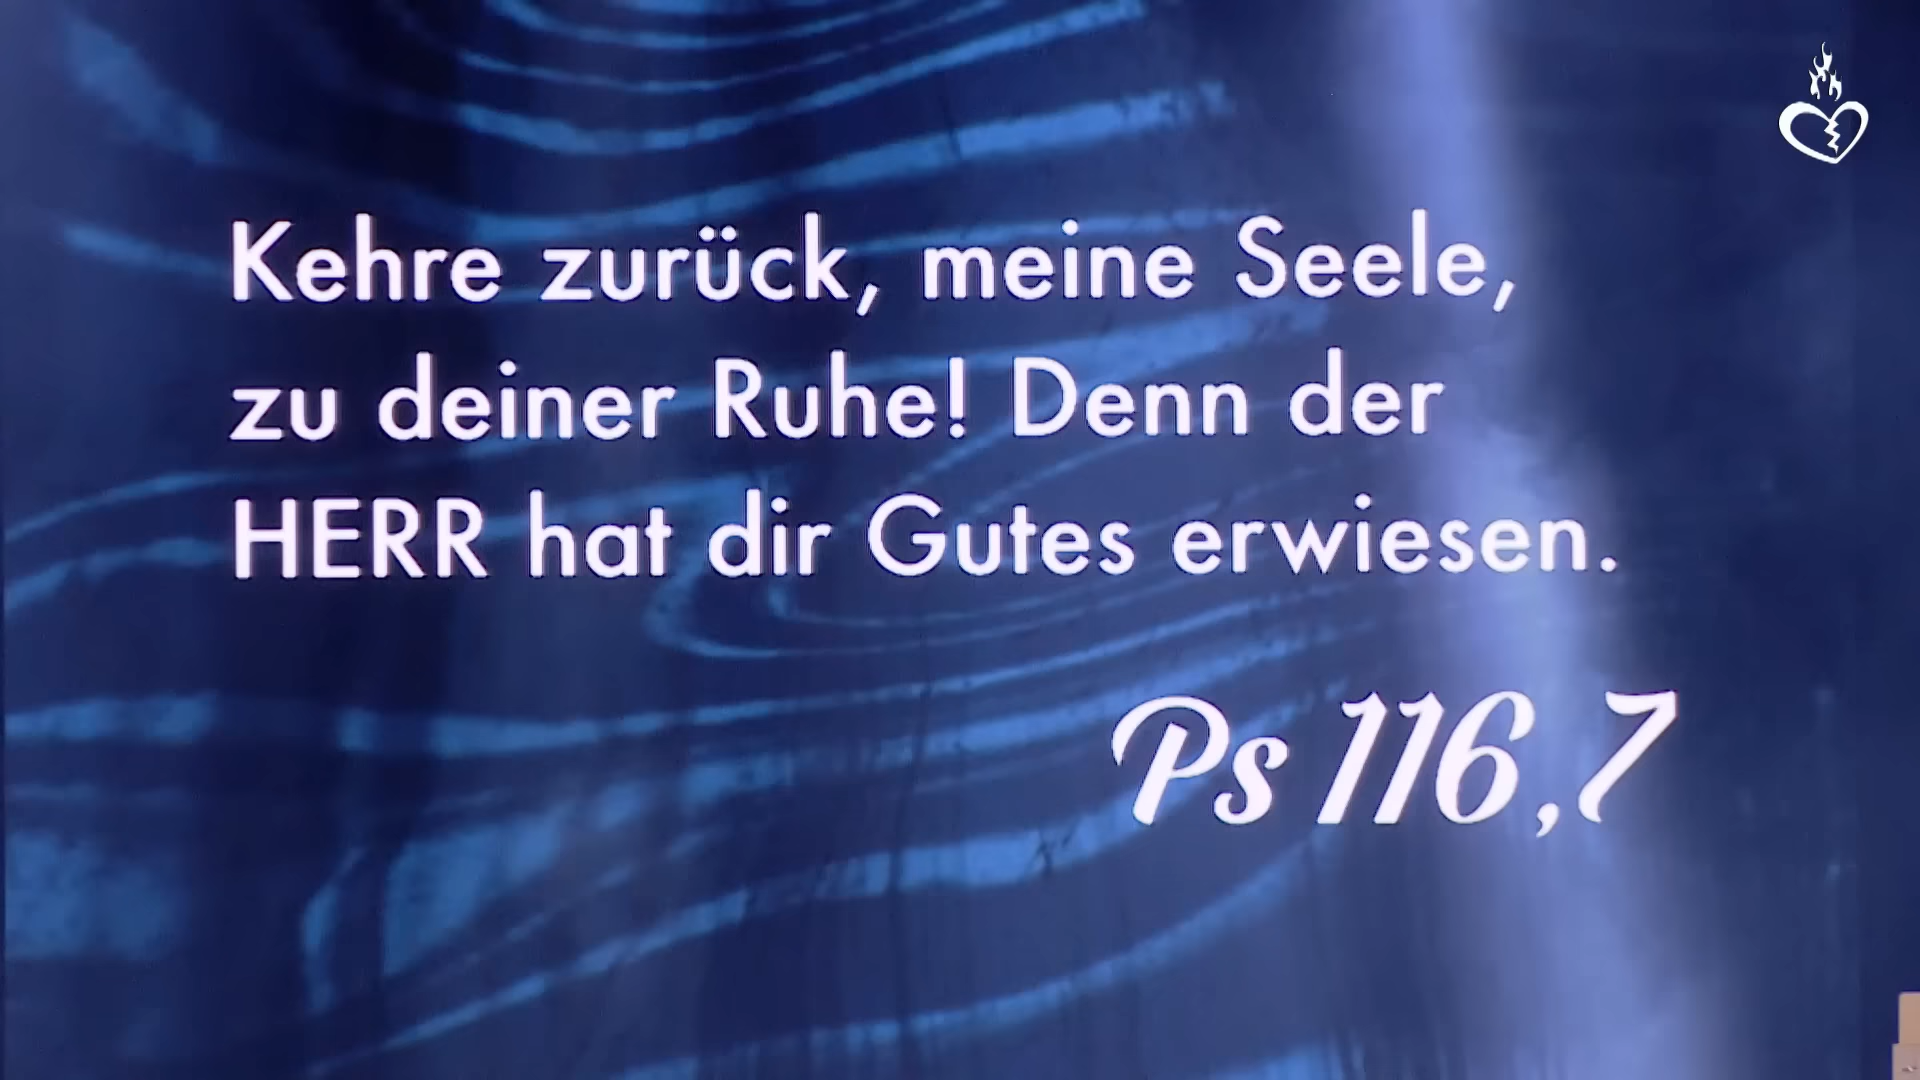 Kehre zurück, meine Seele,
zu deiner Ruhe! Denn der
HERR hat dir Gutes erwiesen.
Ps 116,7